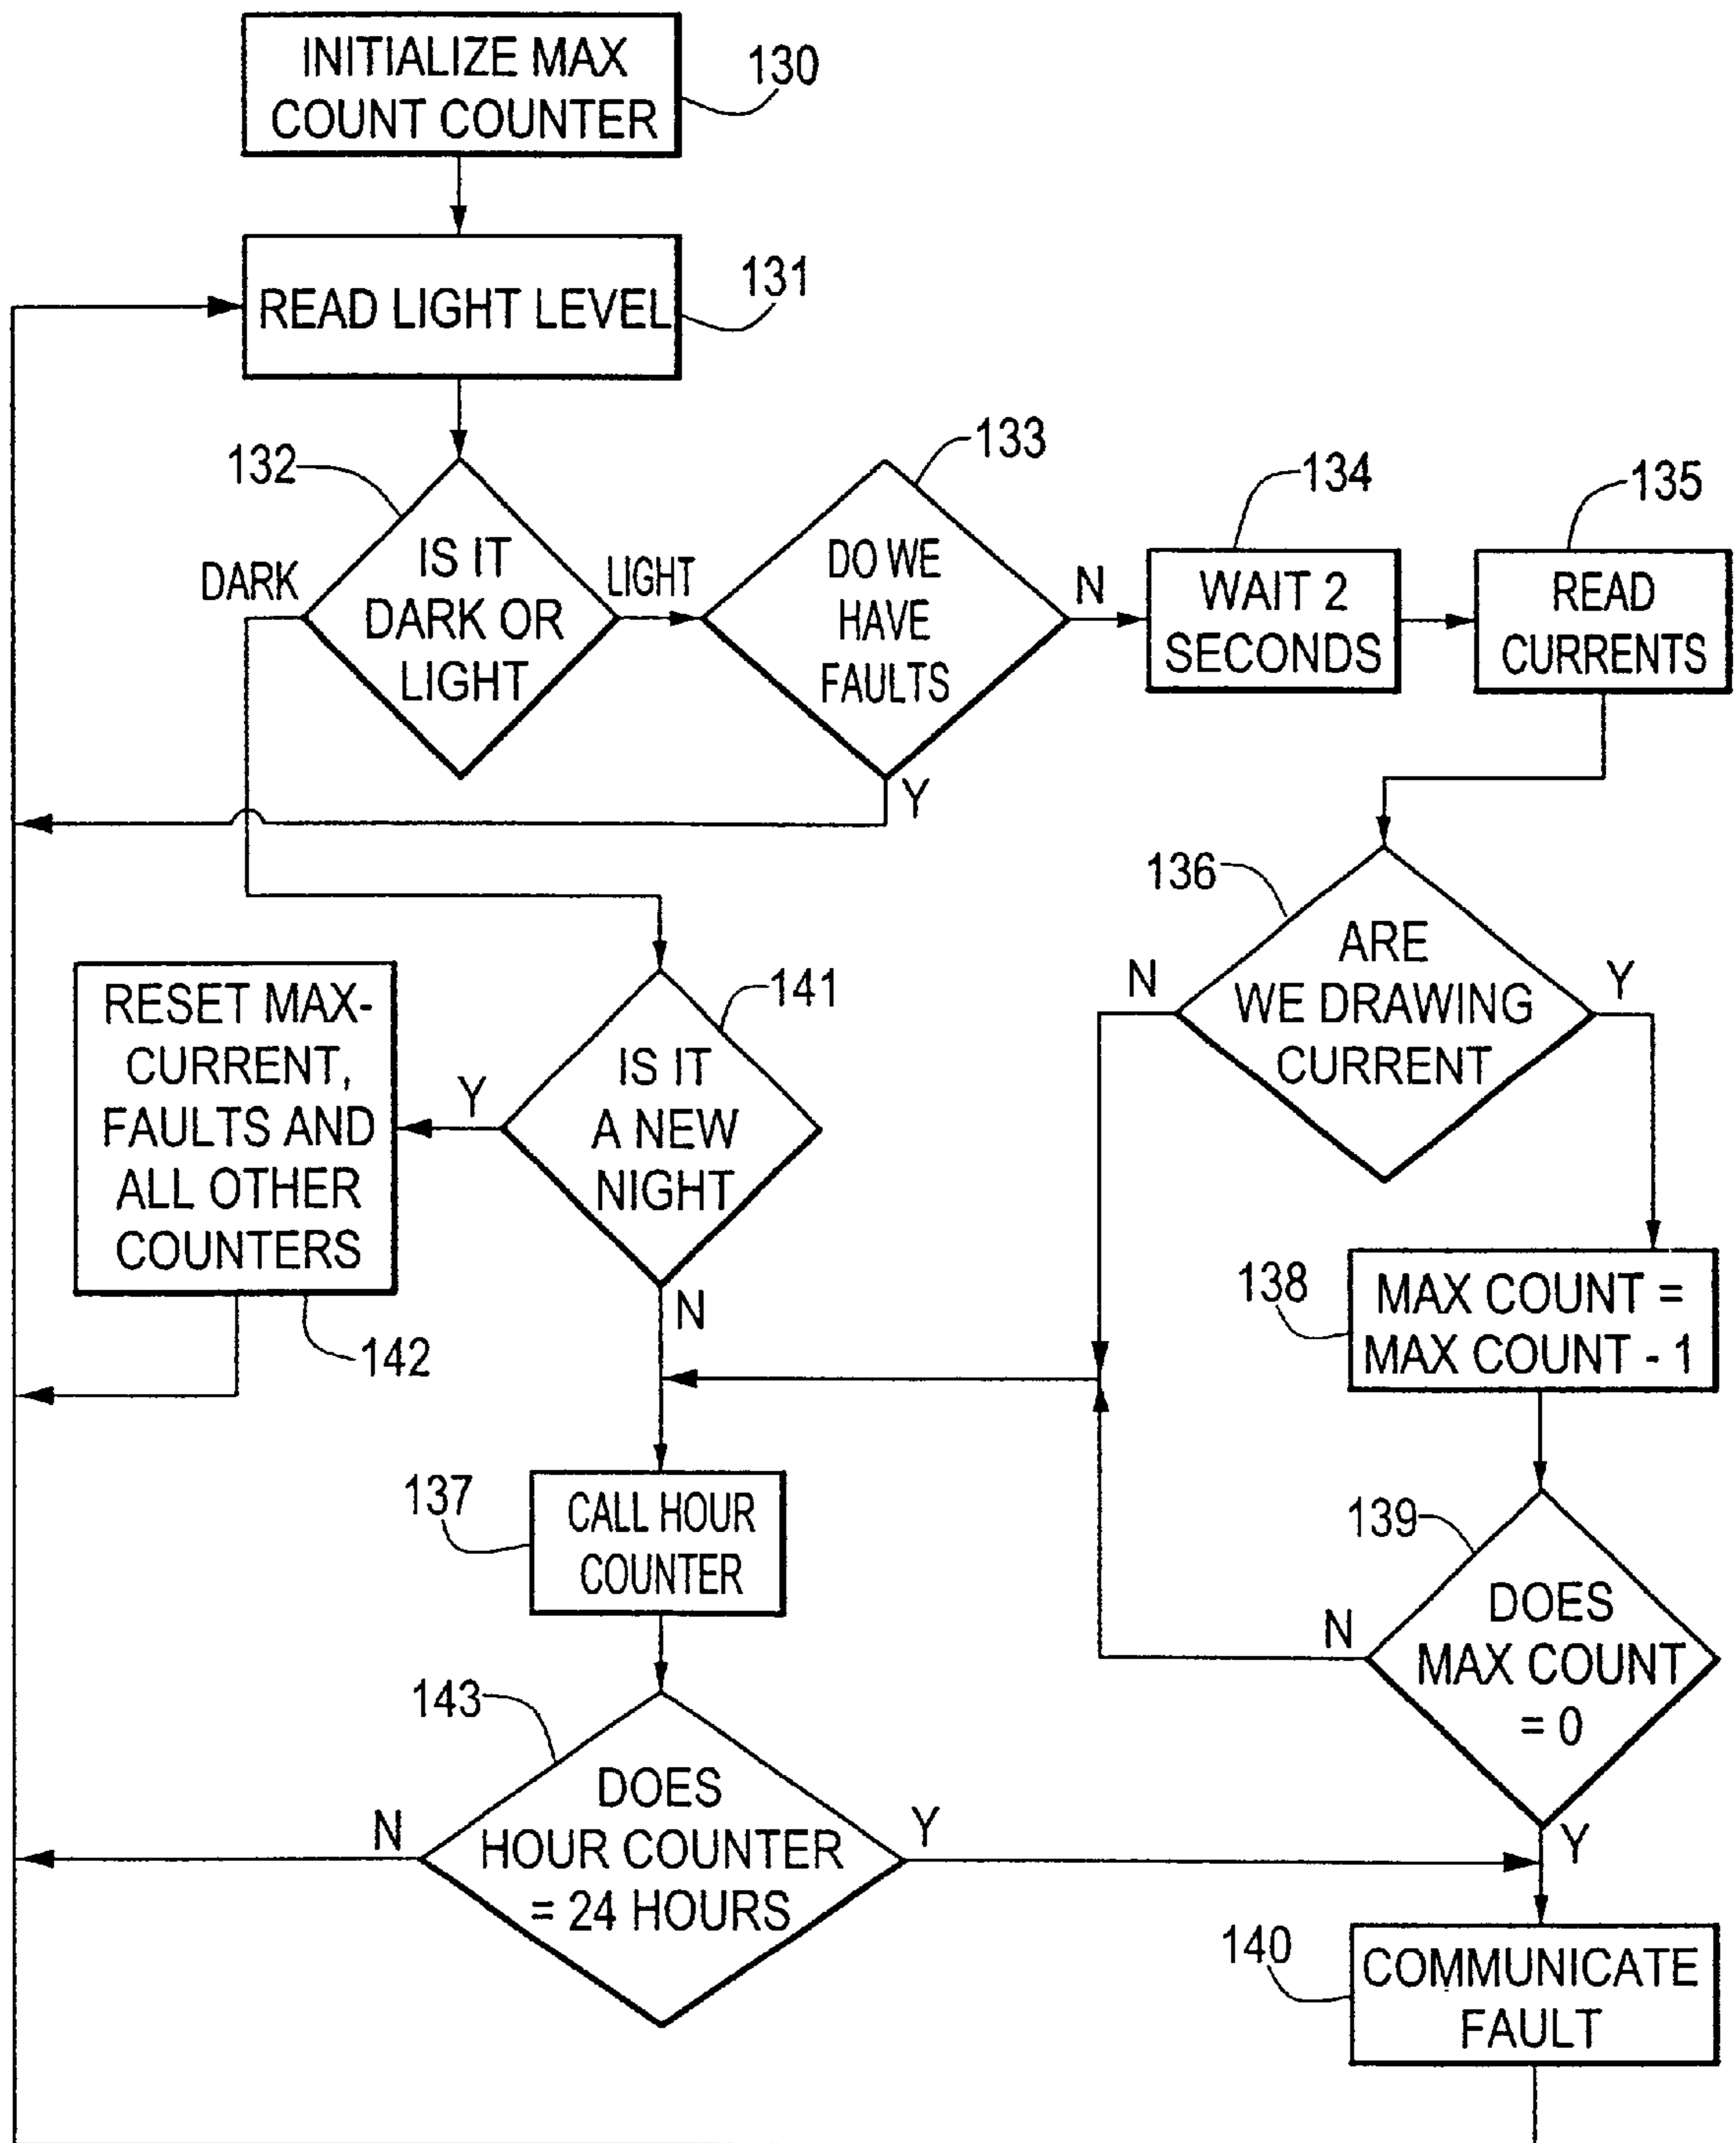 INITIALIZE MAX
COUNT COUNTER
130
READ LIGHT LEVEL
131
132
IS IT
DARK OR
LIGHT
DARK
LIGHT
133
DO WE
HAVE
FAULTS
N
Y
134
WAIT 2
SECONDS
135
READ
CURRENTS
136
ARE
WE DRAWING
CURRENT
N
Y
141
IS IT
A NEW
NIGHT
Y
N
RESET MAX-
CURRENT,
FAULTS AND
ALL OTHER
COUNTERS
142
138
MAX COUNT =
MAX COUNT - 1
137
CALL HOUR
COUNTER
139
DOES
MAX COUNT
= 0
N
Y
143
DOES
HOUR COUNTER
= 24 HOURS
N
Y
140
COMMUNICATE
FAULT